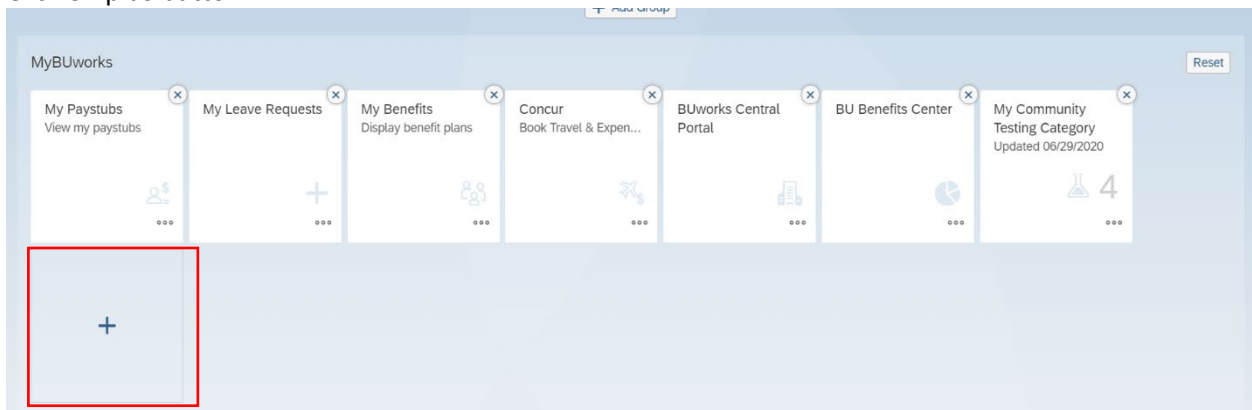 + Add Group
MyBUworks
Reset
My Paystubs
View my paystubs
My Leave Requests
My Benefits
Display benefit plans
Concur
Book Travel & Expen...
BUworks Central
Portal
BU Benefits Center
My Community
Testing Category
Updated 06/29/2020
4